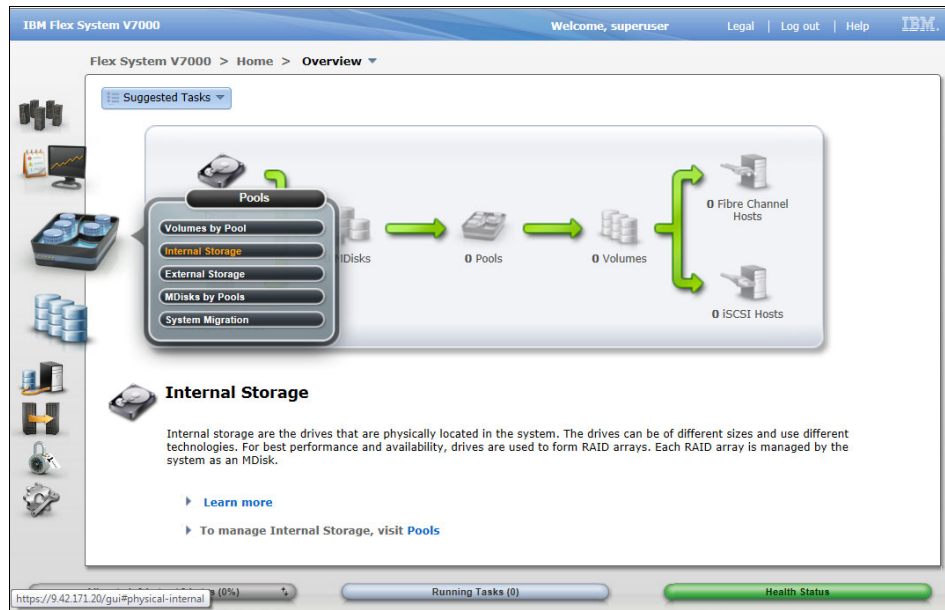 IBM Flex System V7000
Welcome, superuser
Legal | Log out | Help
IBM.
Flex System V7000 > Home > Overview
Suggested Tasks
Pools
Volumes by Pool
Internal Storage
External Storage
MDisks by Pools
System Migration
MDisks
0 Pools
0 Volumes
0 Fibre Channel
Hosts
0 iSCSI Hosts
Internal Storage
Internal storage are the drives that are physically located in the system. The drives can be of different sizes and use different
technologies. For best performance and availability, drives are used to form RAID arrays. Each RAID array is managed by the
system as an MDisk.
Learn more
To manage Internal Storage, visit Pools
https://9.42.171.20/gui#physical-internal
(0%)
Running Tasks (0)
Health Status